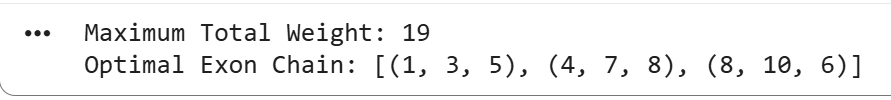 Maximum Total Weight: 19
Optimal Exon Chain: [(1, 3, 5), (4, 7, 8), (8, 10, 6)]